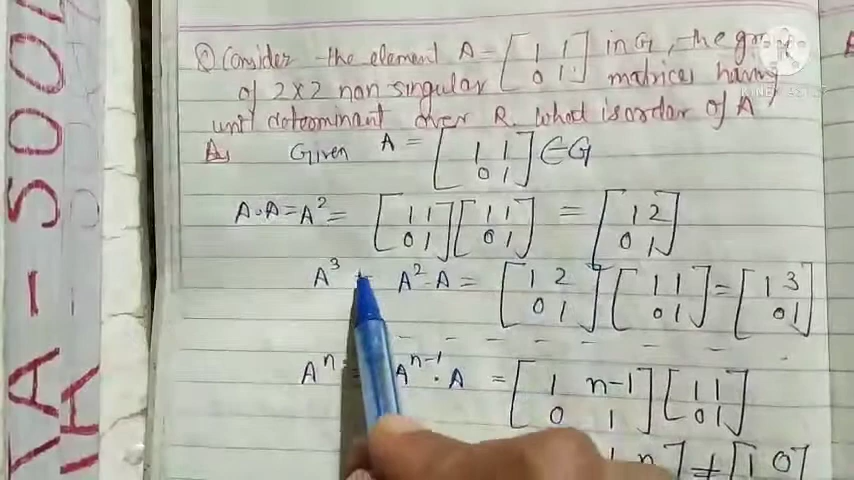 Q Consider the element A = [1 1 / 0 1] in G, the group
of 2×2 non singular matrices having
unit determinant over R. What is order of A
Given A = [1 1 / 0 1] ∈ G
A·A = A² = [1 1 / 0 1] [1 1 / 0 1] = [1 2 / 0 1]
A³ = A²·A = [1 2 / 0 1] [1 1 / 0 1] = [1 3 / 0 1]
- - - - - - - -
Aⁿ = Aⁿ⁻¹·A = [1 n-1 / 0 1] [1 1 / 0 1]
n] ≠ [1 0
KINEMASTER